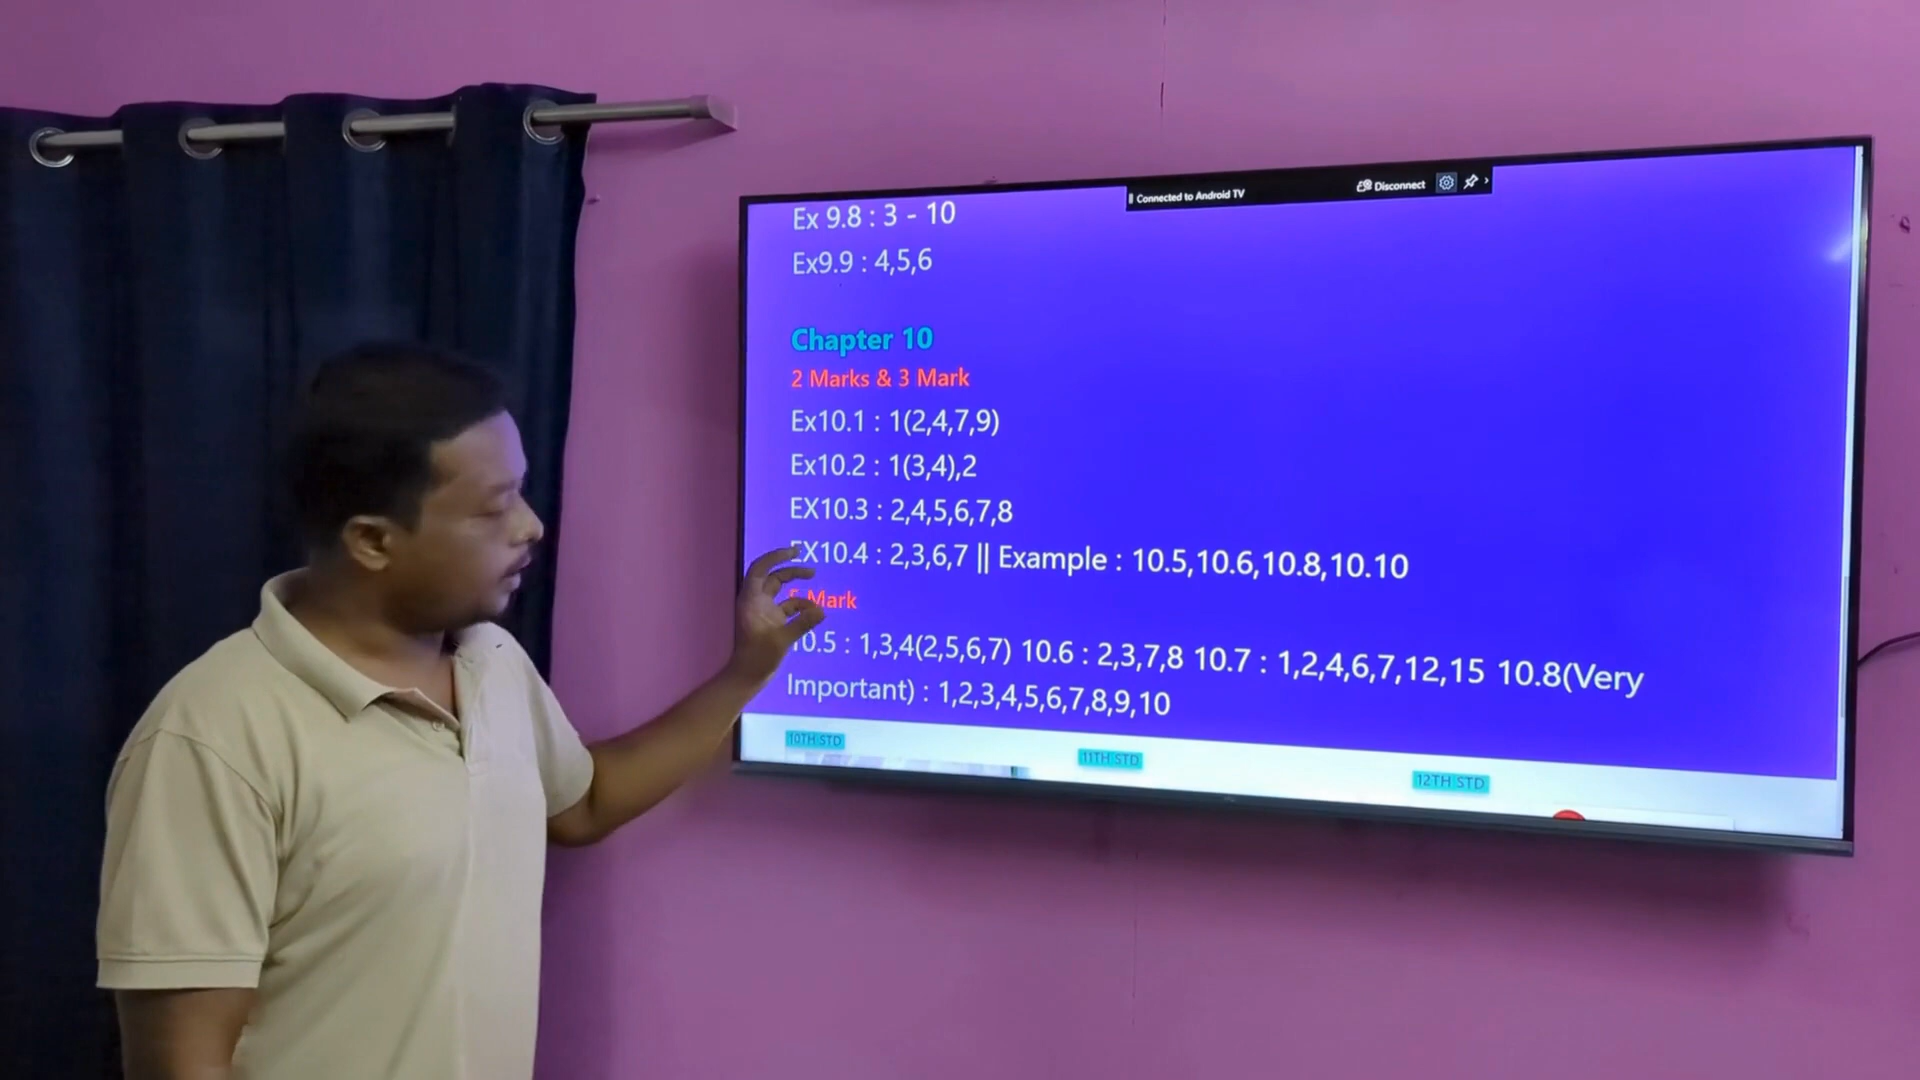 Connected to Android TV
Disconnect
Ex 9.8 : 3 - 10
Ex9.9 : 4,5,6
Chapter 10
2 Marks & 3 Mark
Ex10.1 : 1(2,4,7,9)
Ex10.2 : 1(3,4),2
EX10.3 : 2,4,5,6,7,8
EX10.4 : 2,3,6,7 || Example : 10.5,10.6,10.8,10.10
5 Mark
10.5 : 1,3,4(2,5,6,7) 10.6 : 2,3,7,8 10.7 : 1,2,4,6,7,12,15 10.8(Very
Important) : 1,2,3,4,5,6,7,8,9,10
10TH STD
11TH STD
12TH STD